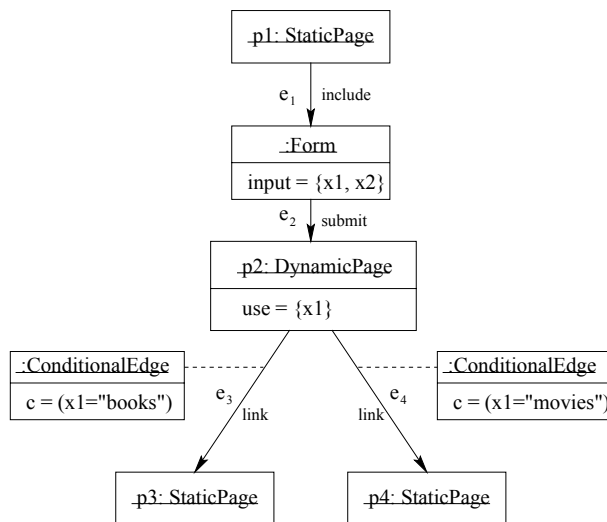 p1: StaticPage
e1 include
:Form
input = {x1, x2}
e2 submit
p2: DynamicPage
use = {x1}
:ConditionalEdge
c = (x1="books")
:ConditionalEdge
c = (x1="movies")
e3 link
e4 link
p3: StaticPage
p4: StaticPage